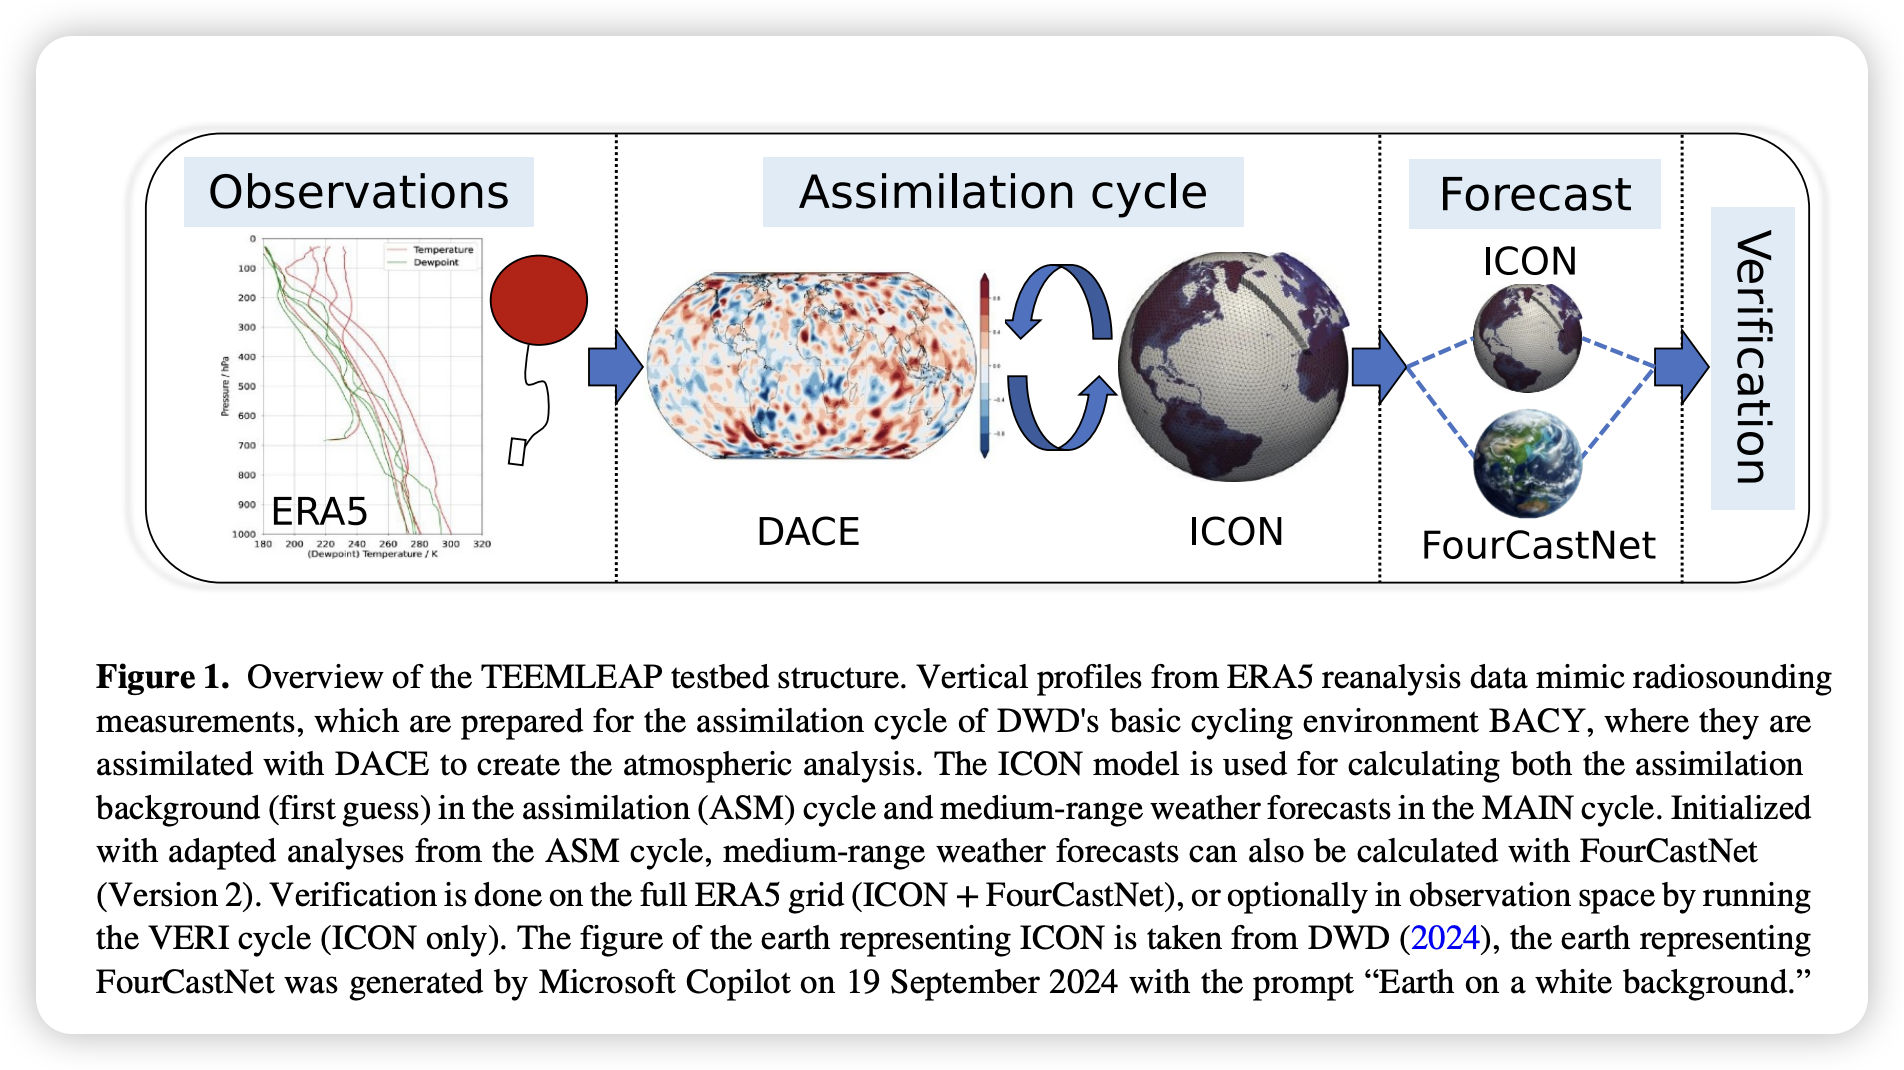 Observations
Assimilation cycle
Forecast
Verification
Temperature
Dewpoint
0
100
200
300
400
500
600
700
800
900
1000
Pressure / hPa
180 200 220 240 260 280 300 320
(Dewpoint) Temperature / K
ERA5
DACE
ICON
ICON
FourCastNet
Figure 1. Overview of the TEEMLEAP testbed structure. Vertical profiles from ERA5 reanalysis data mimic radiosounding
measurements, which are prepared for the assimilation cycle of DWD's basic cycling environment BACY, where they are
assimilated with DACE to create the atmospheric analysis. The ICON model is used for calculating both the assimilation
background (first guess) in the assimilation (ASM) cycle and medium-range weather forecasts in the MAIN cycle. Initialized
with adapted analyses from the ASM cycle, medium-range weather forecasts can also be calculated with FourCastNet
(Version 2). Verification is done on the full ERA5 grid (ICON + FourCastNet), or optionally in observation space by running
the VERI cycle (ICON only). The figure of the earth representing ICON is taken from DWD (2024), the earth representing
FourCastNet was generated by Microsoft Copilot on 19 September 2024 with the prompt “Earth on a white background.”